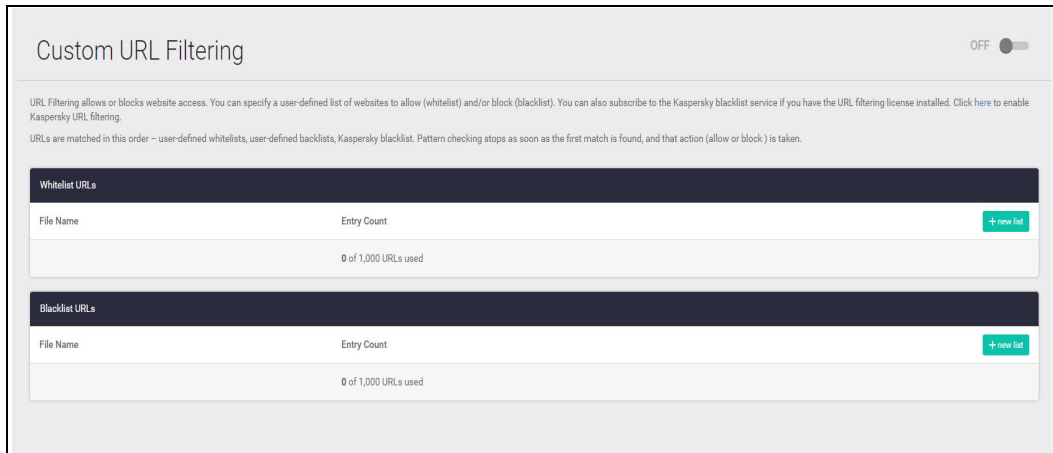 Custom URL Filtering
OFF
URL Filtering allows or blocks website access. You can specify a user-defined list of websites to allow (whitelist) and/or block (blacklist). You can also subscribe to the Kaspersky blacklist service if you have the URL filtering license installed. Click here to enable
Kaspersky URL filtering.
URLs are matched in this order – user-defined whitelists, user-defined backlists, Kaspersky blacklist. Pattern checking stops as soon as the first match is found, and that action (allow or block ) is taken.
Whitelist URLs
File Name Entry Count + new list
0 of 1,000 URLs used
Blacklist URLs
File Name Entry Count + new list
0 of 1,000 URLs used